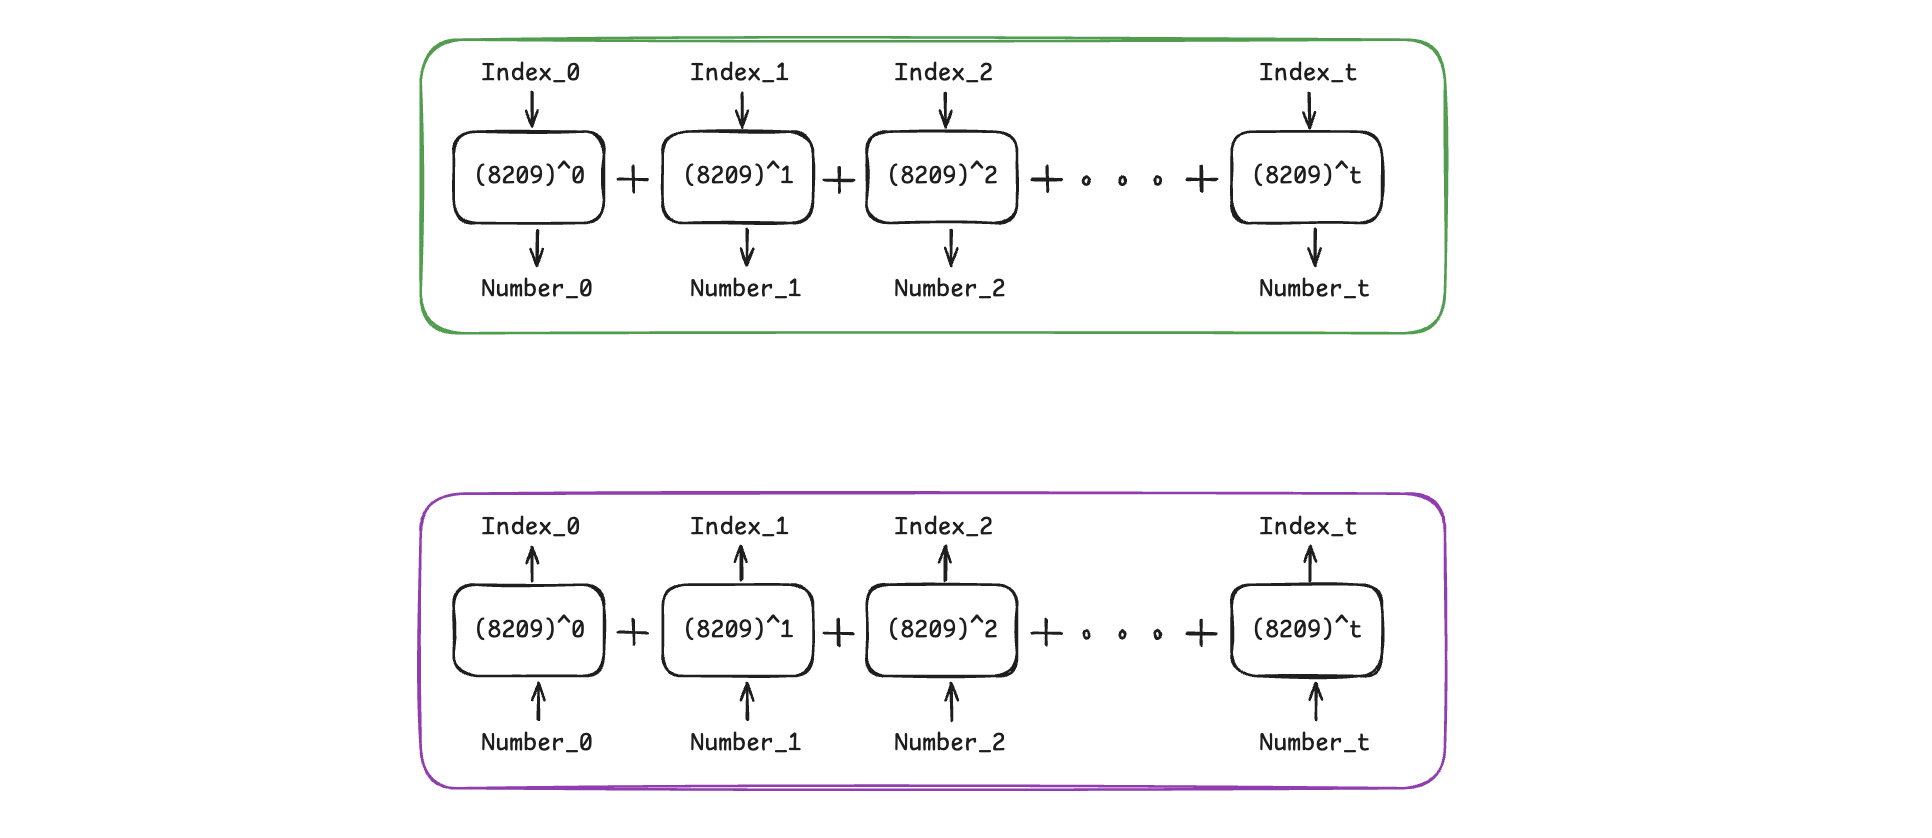 Index_0 Index_1 Index_2 Index_t
(8209)^0 + (8209)^1 + (8209)^2 + . . . + (8209)^t
Number_0 Number_1 Number_2 Number_t
Index_0 Index_1 Index_2 Index_t
(8209)^0 + (8209)^1 + (8209)^2 + . . . + (8209)^t
Number_0 Number_1 Number_2 Number_t